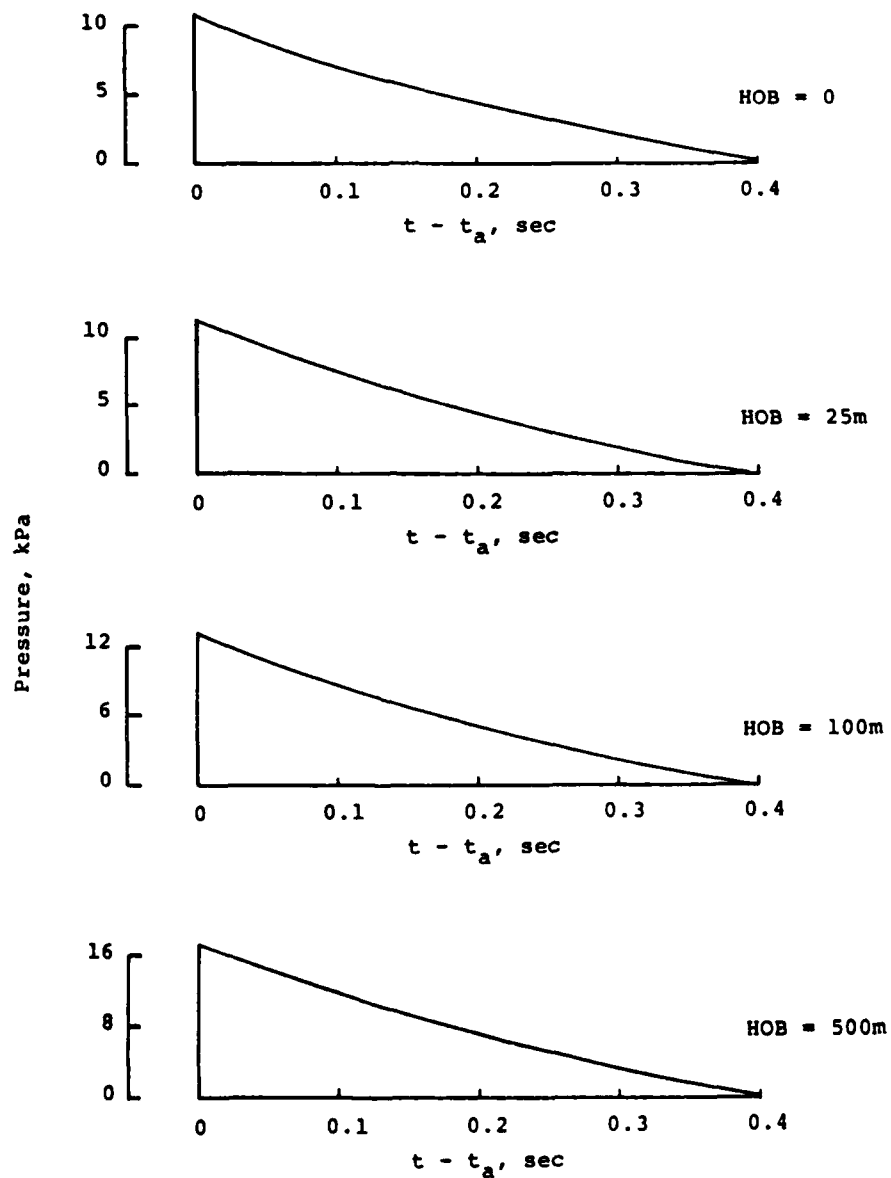 Pressure, kPa
10
5
0
HOB = 0
0 0.1 0.2 0.3 0.4
t - ta, sec
10
5
0
HOB = 25m
0 0.1 0.2 0.3 0.4
t - ta, sec
12
6
0
HOB = 100m
0 0.1 0.2 0.3 0.4
t - ta, sec
16
8
0
HOB = 500m
0 0.1 0.2 0.3 0.4
t - ta, sec